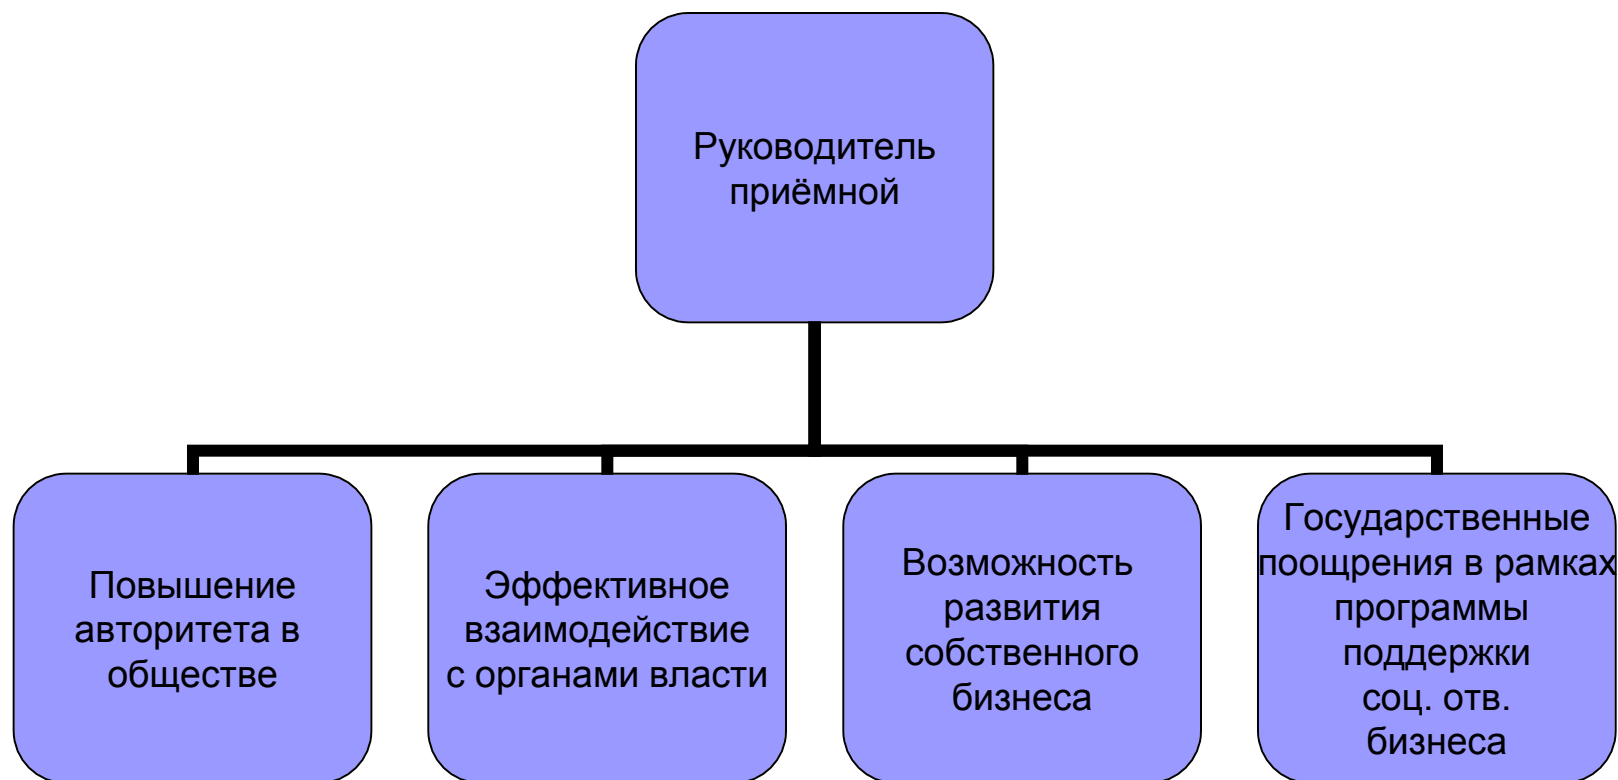 Руководитель
приёмной
Повышение
авторитета в
обществе
Эффективное
взаимодействие
с органами власти
Возможность
развития
собственного
бизнеса
Государственные
поощрения в рамках
программы
поддержки
соц. отв.
бизнеса